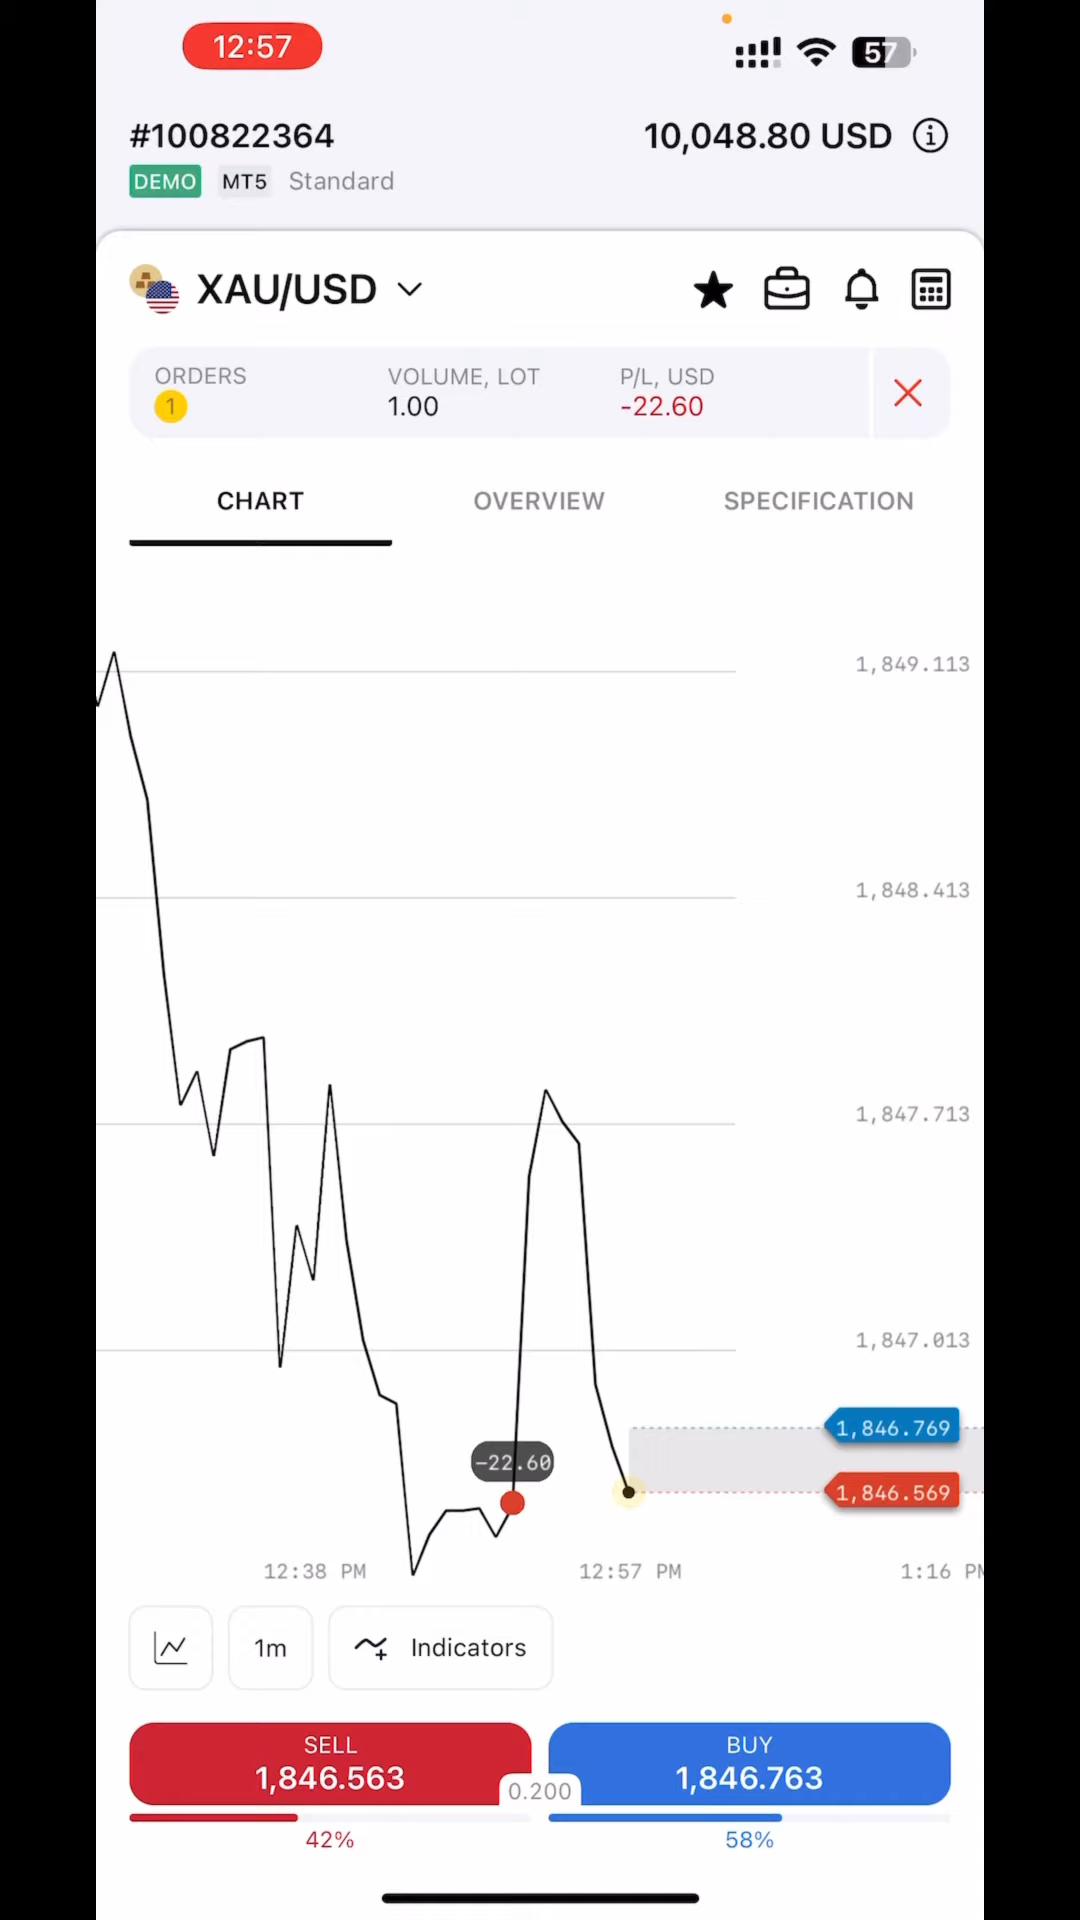 12:57
57
#100822364
10,048.80 USD
DEMO MT5 Standard
XAU/USD
ORDERS VOLUME, LOT P/L, USD
1 1.00 -22.60
CHART OVERVIEW SPECIFICATION
1,849.113
1,848.413
1,847.713
1,847.013
1,846.769
-22.60
1,846.569
12:38 PM 12:57 PM 1:16 PM
1m Indicators
SELL BUY
1,846.563 0.200 1,846.763
42% 58%